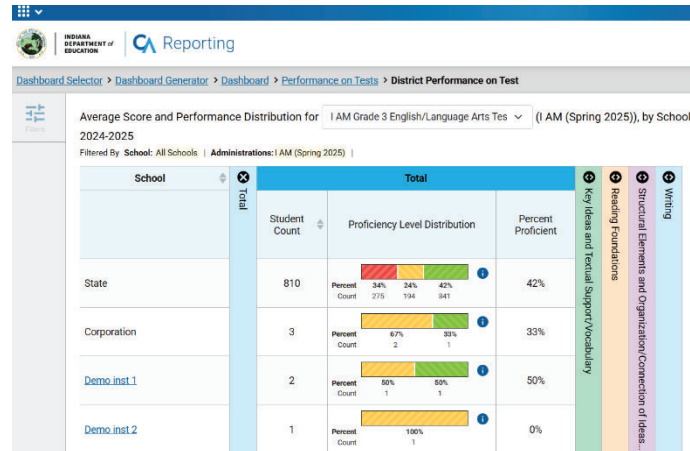 INDIANA
DEPARTMENT of
EDUCATION
CA Reporting
Dashboard Selector > Dashboard Generator > Dashboard > Performance on Tests > District Performance on Test
Filters
Average Score and Performance Distribution for I AM Grade 3 English/Language Arts Tes (I AM (Spring 2025)), by School
2024-2025
Filtered By School: All Schools | Administrations: I AM (Spring 2025) |
School
Total
Total
Student
Count
Proficiency Level Distribution
Percent
Proficient
Key Ideas and Textual Support/Vocabulary
Reading Foundations
Structural Elements and Organization/Connection of Ideas...
Writing
State
810
Percent 34% 24% 42%
Count 275 194 341
42%
Corporation
3
Percent 67% 33%
Count 2 1
33%
Demo inst 1
2
Percent 50% 50%
Count 1 1
50%
Demo inst 2
1
Percent 100%
Count 1
0%